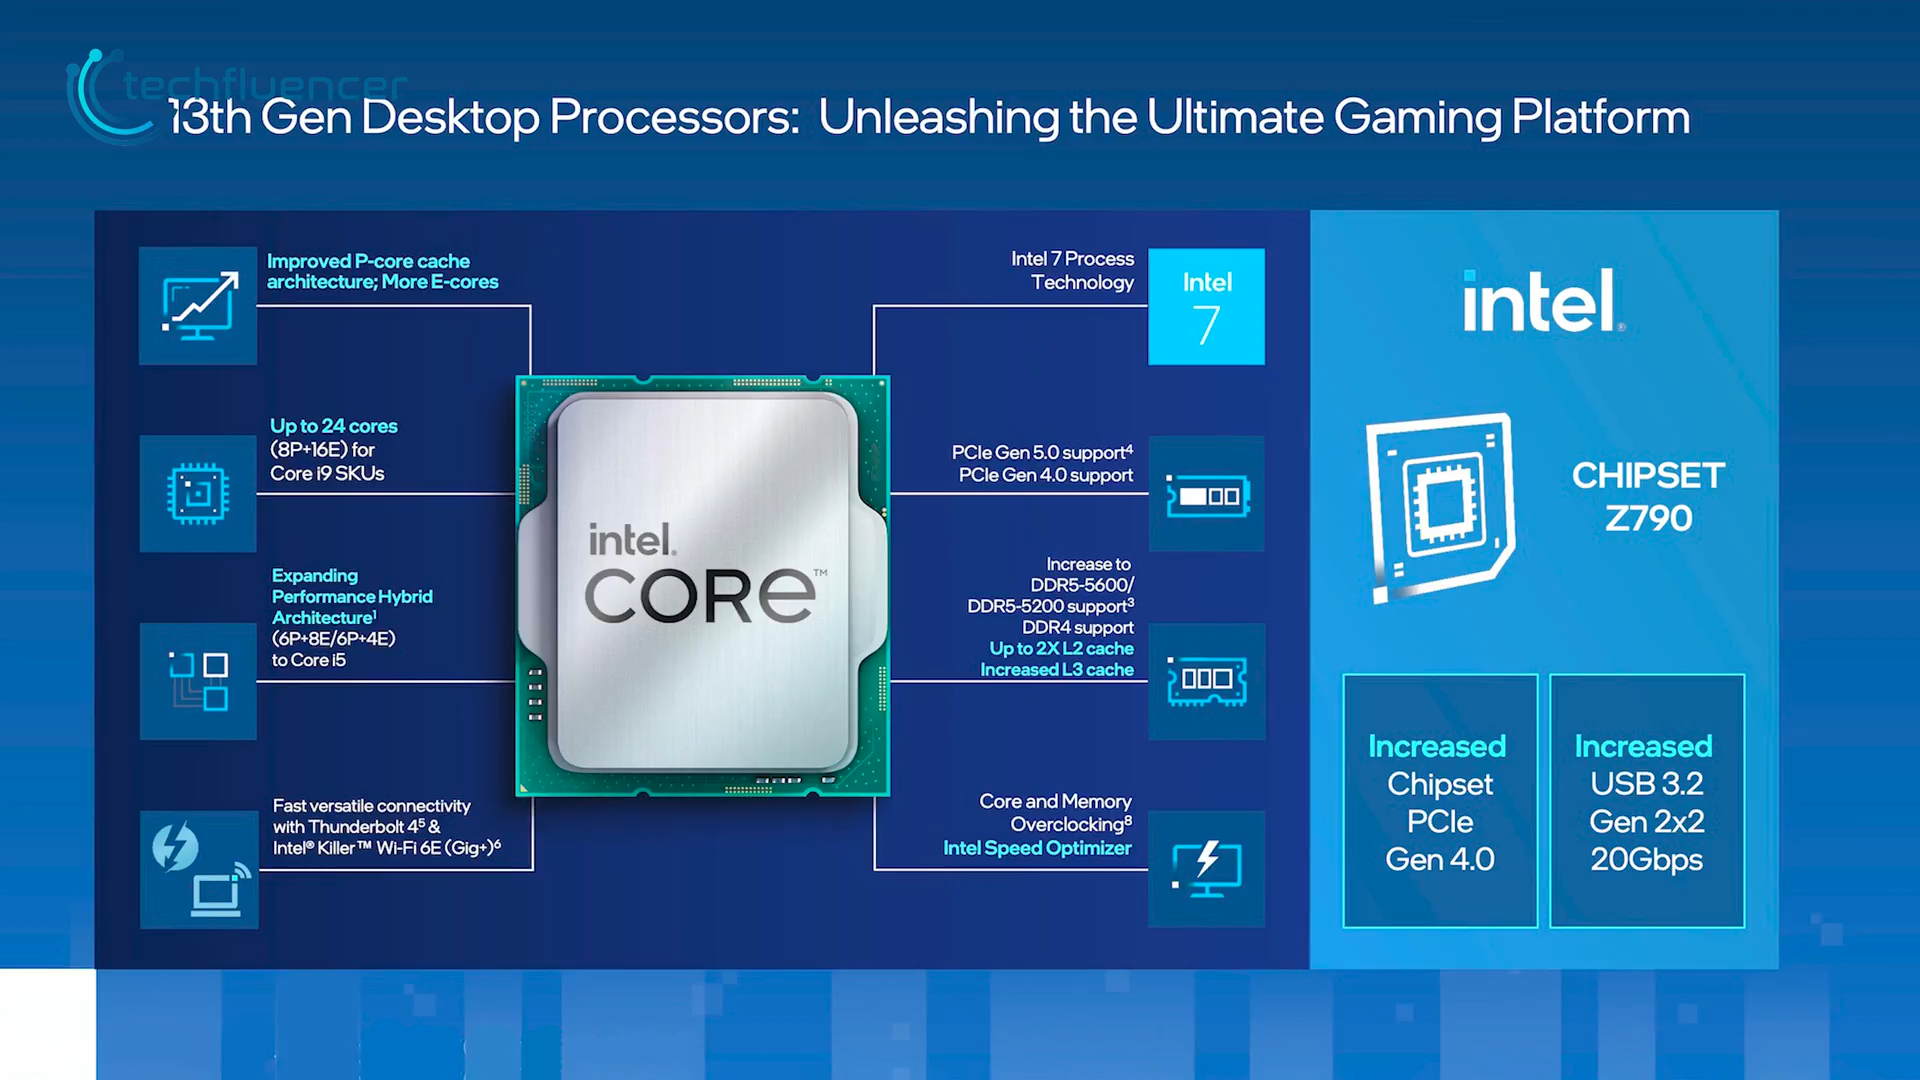 techfluencer
13th Gen Desktop Processors: Unleashing the Ultimate Gaming Platform
Improved P-core cache
architecture; More E-cores
Up to 24 cores
(8P+16E) for
Core i9 SKUs
Expanding
Performance Hybrid
Architecture¹
(6P+8E/6P+4E)
to Core i5
Fast versatile connectivity
with Thunderbolt 4⁵ &
Intel® Killer™ Wi-Fi 6E (Gig+)⁶
intel.
CORe™
Intel 7 Process
Technology
Intel
7
PCIe Gen 5.0 support⁴
PCIe Gen 4.0 support
Increase to
DDR5-5600/
DDR5-5200 support³
DDR4 support
Up to 2X L2 cache
Increased L3 cache
Core and Memory
Overclocking⁸
Intel Speed Optimizer
intel®
CHIPSET
Z790
Increased
Chipset
PCIe
Gen 4.0
Increased
USB 3.2
Gen 2x2
20Gbps